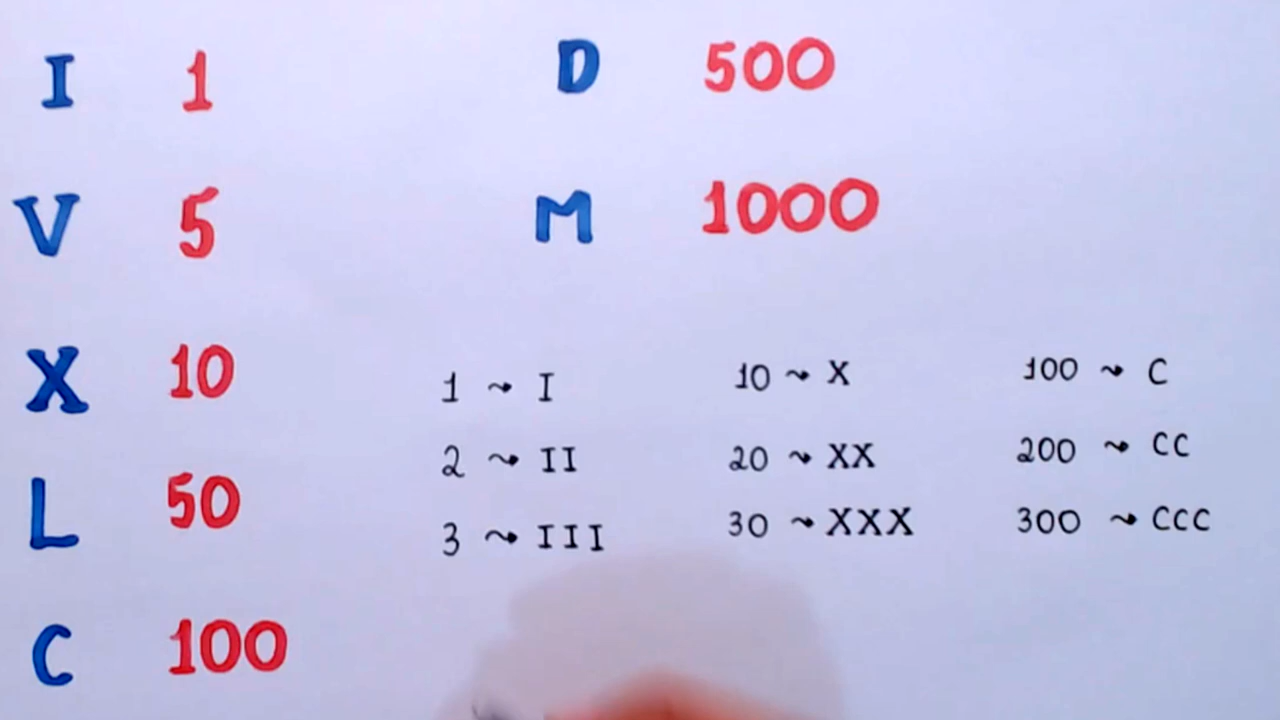 I 1
V 5
X 10
L 50
C 100
D 500
M 1000
1 ~ I
2 ~ II
3 ~ III
10 ~ X
20 ~ XX
30 ~ XXX
100 ~ C
200 ~ CC
300 ~ CCC